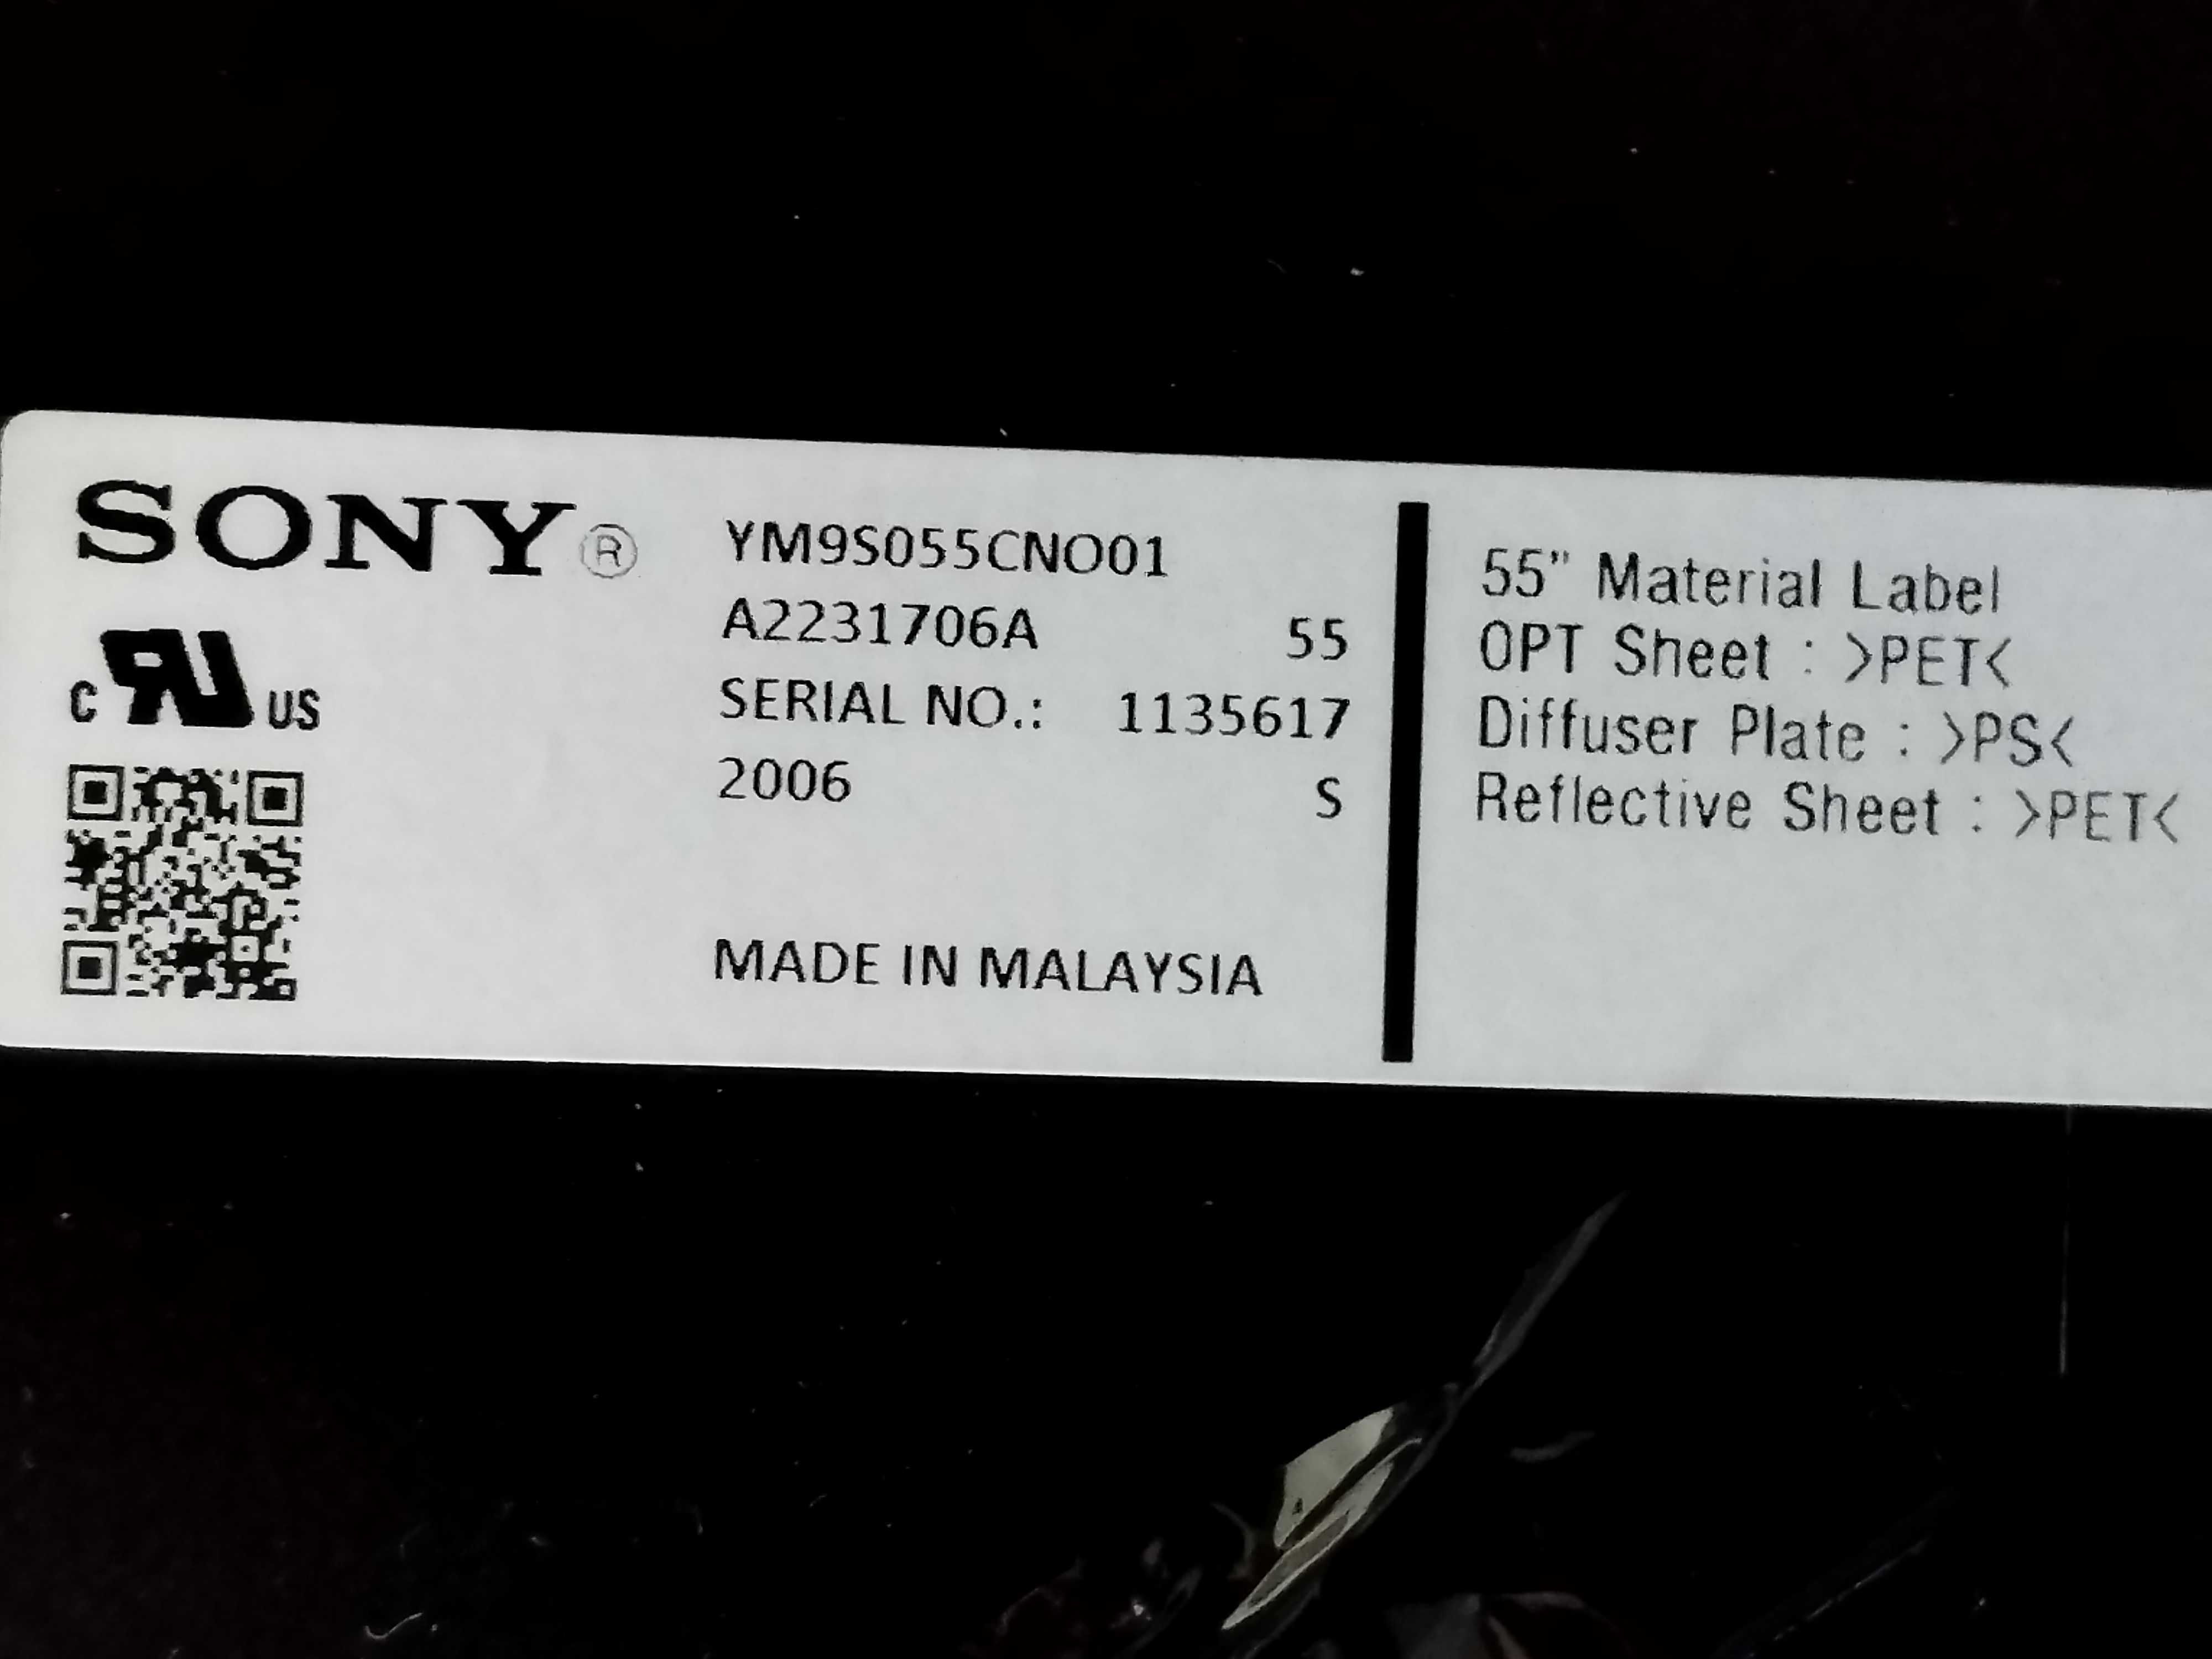 SONY®
YM9S055CNO01
A2231706A 55
SERIAL NO.: 1135617
2006 S
MADE IN MALAYSIA
c RU US
55" Material Label
OPT Sheet : >PET<
Diffuser Plate : >PS<
Reflective Sheet : >PET<